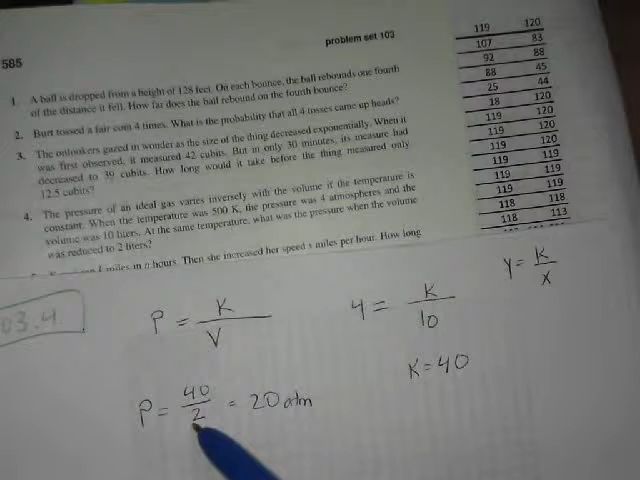 585
problem set 103
1. A ball is dropped from a height of 128 feet. On each bounce, the ball rebounds one fourth
of the distance it fell. How far does the ball rebound on the fourth bounce?
2. Burt tossed a fair coin 4 times. What is the probability that all 4 tosses came up heads?
3. The onlookers gazed in wonder as the size of the thing decreased exponentially. When it
was first observed, it measured 42 cubits. But in only 30 minutes, its measure had
decreased to 39 cubits. How long would it take before the thing measured only
12.5 cubits?
4. The pressure of an ideal gas varies inversely with the volume if the temperature is
constant. When the temperature was 500 K, the pressure was 4 atmospheres and the
volume was 10 liters. At the same temperature, what was the pressure when the volume
was reduced to 2 liters?
miles in n hours. Then she increased her speed s miles per hour. How long
119 120
107 83
92 88
88 45
25 44
18 120
119 120
119 120
119 120
119 119
119 119
119 119
118 118
118 113
03.4
P = K / V
4 = K / 10
Y = K / X
K = 40
P = 40 / 2 = 20 atm